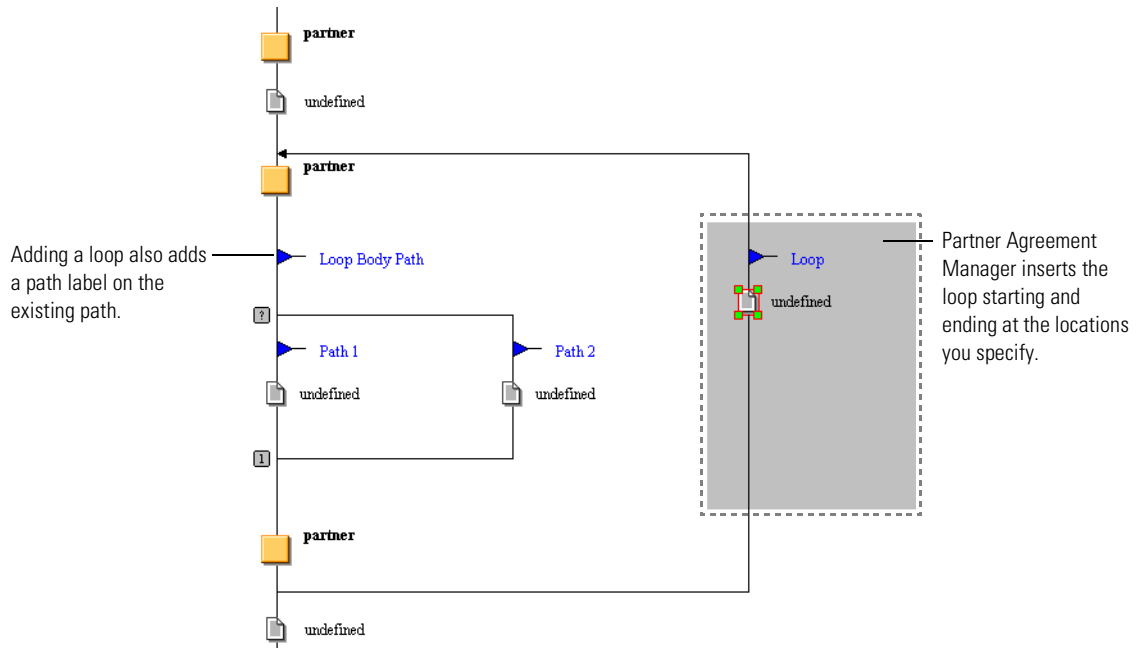 partner
undefined
partner
Adding a loop also adds
a path label on the
existing path.
Loop Body Path
Loop
Partner Agreement
Manager inserts the
loop starting and
ending at the locations
you specify.
undefined
?
Path 1
Path 2
undefined
undefined
1
partner
undefined